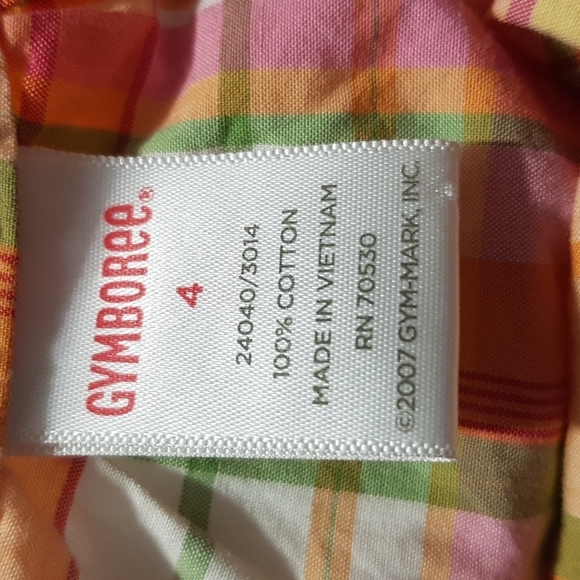 GYMBOREE®
4
24040/3014
100% COTTON
MADE IN VIETNAM
RN 70530
©2007 GYM-MARK, INC.